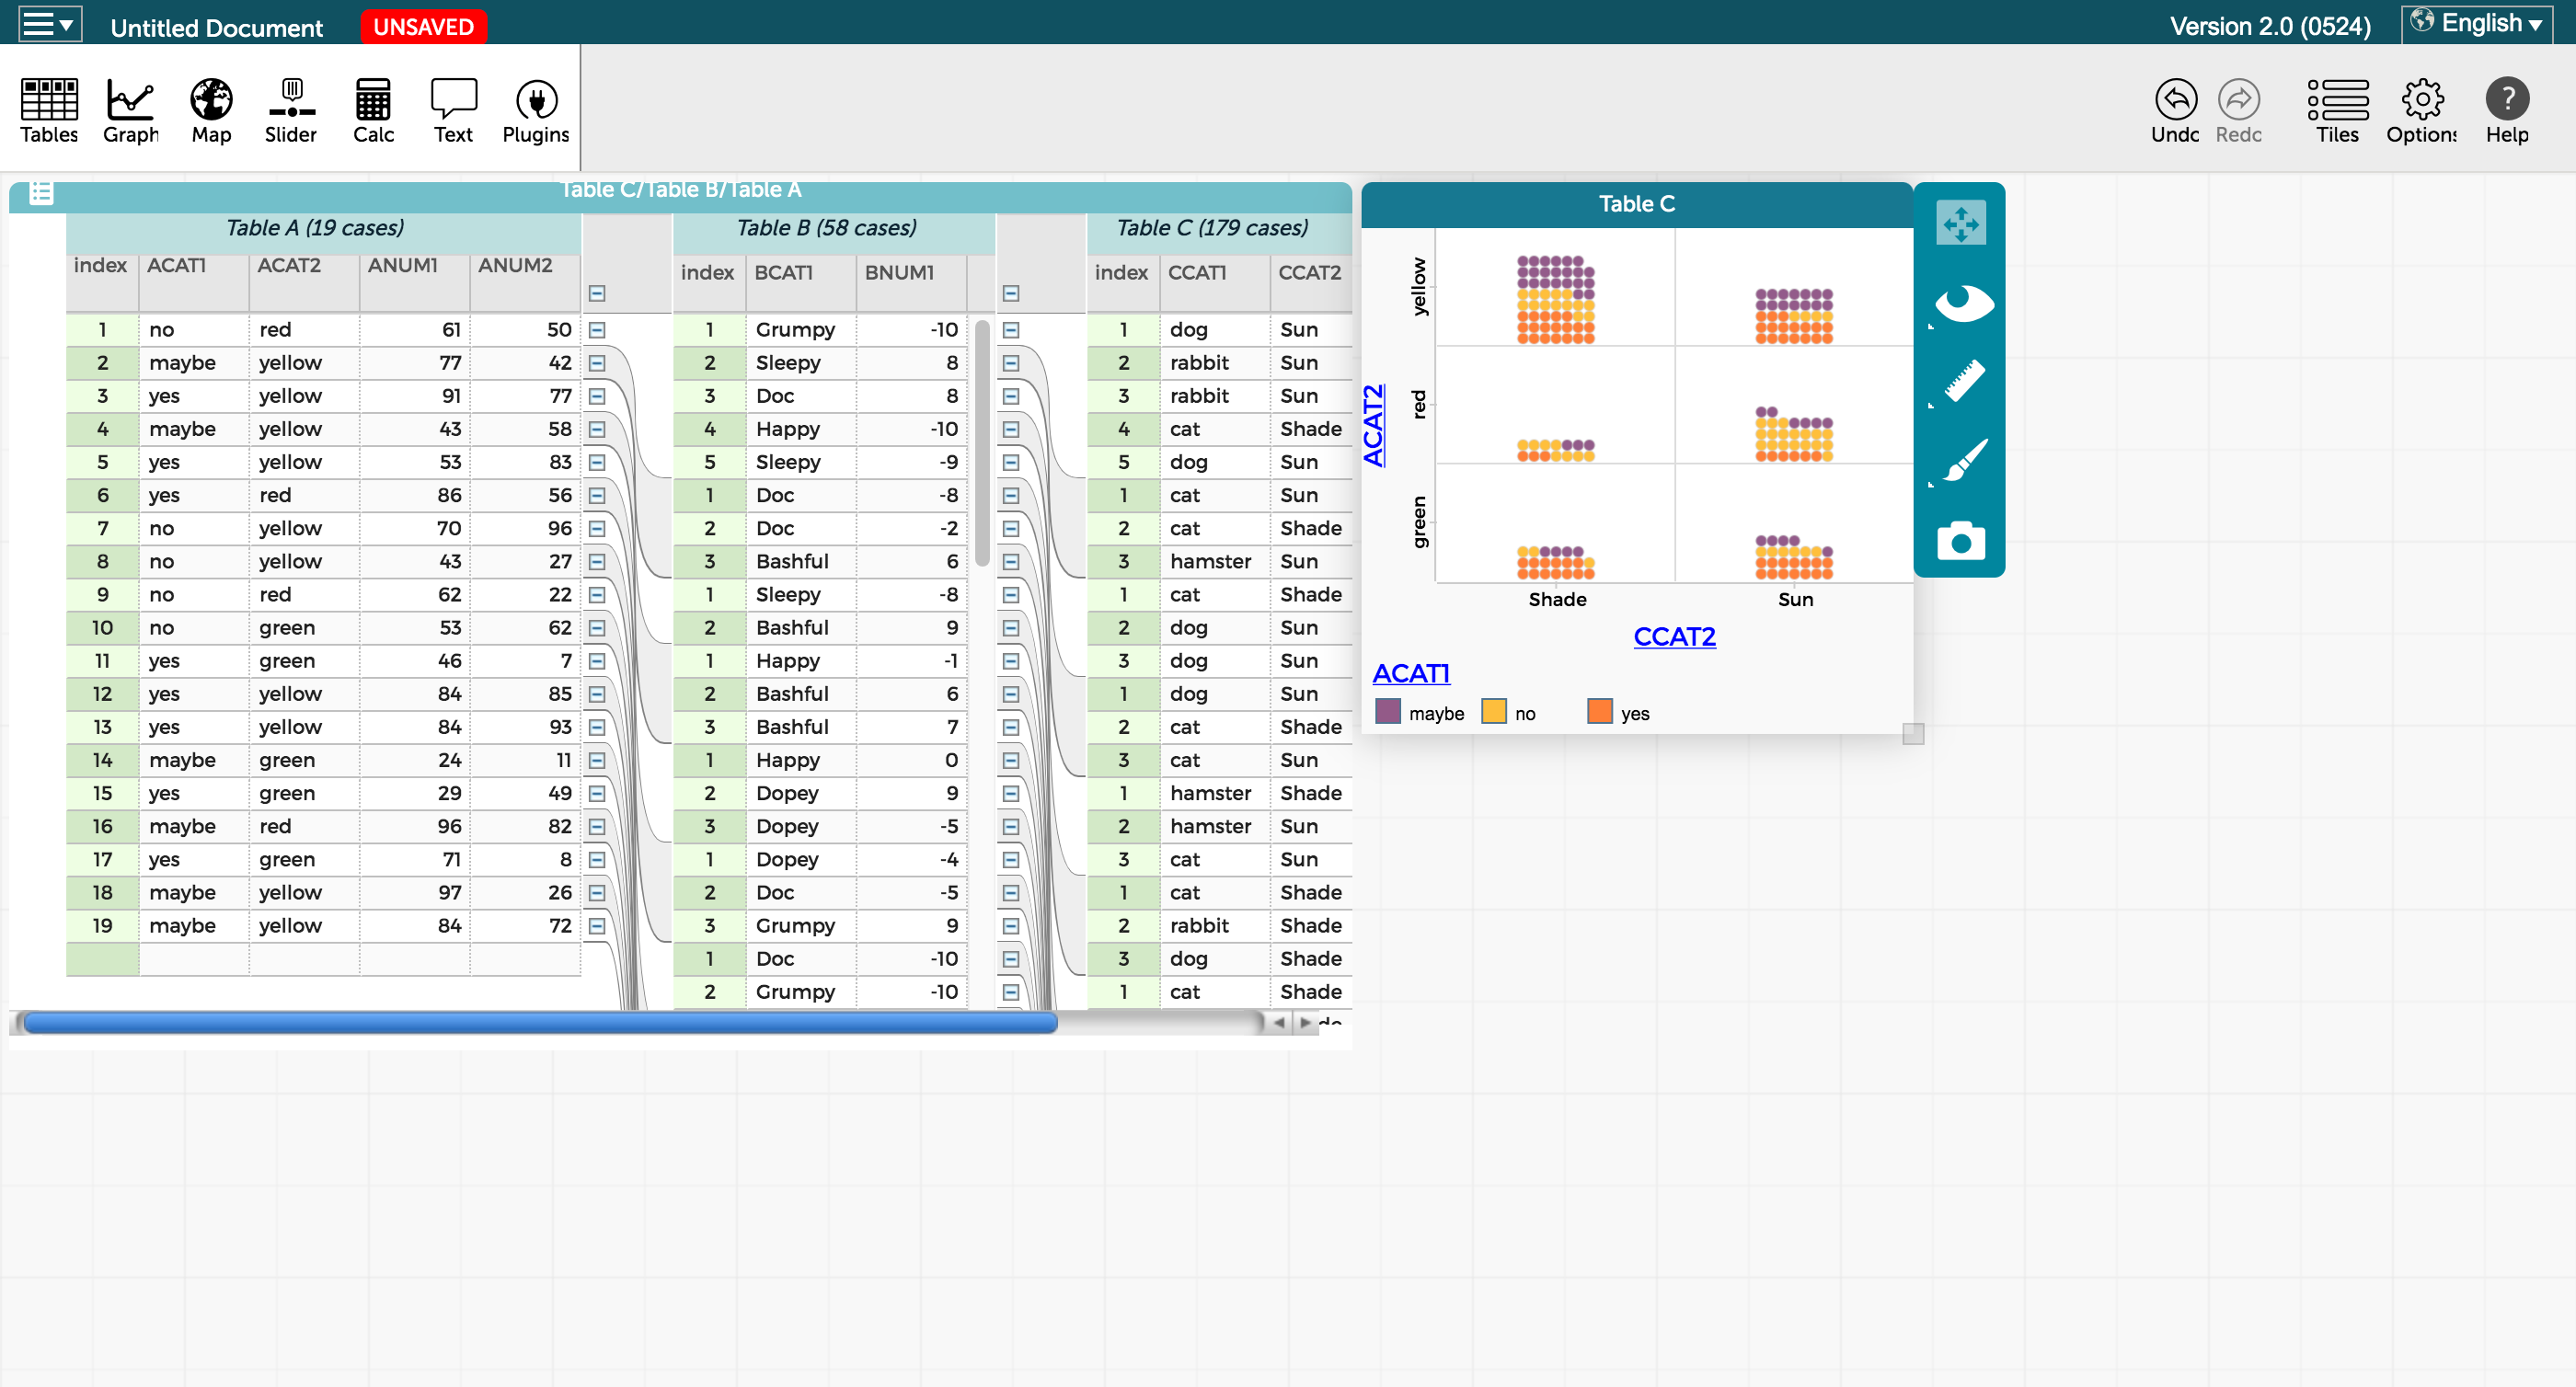 Untitled Document UNSAVED Version 2.0 (0524) English
Tables Graph Map Slider Calc Text Plugins Undo Redo Tiles Options ? Help
Table C/Table B/Table A
Table A (19 cases) Table B (58 cases) Table C (179 cases)
index ACAT1 ACAT2 ANUM1 ANUM2 index BCAT1 BNUM1 index CCAT1 CCAT2
1 no red 61 50 1 Grumpy -10 1 dog Sun
2 maybe yellow 77 42 2 Sleepy 8 2 rabbit Sun
3 yes yellow 91 77 3 Doc 8 3 rabbit Sun
4 maybe yellow 43 58 4 Happy -10 4 cat Shade
5 yes yellow 53 83 5 Sleepy -9 5 dog Sun
6 yes red 86 56 1 Doc -8 1 cat Sun
7 no yellow 70 96 2 Doc -2 2 cat Shade
8 no yellow 43 27 3 Bashful 6 3 hamster Sun
9 no red 62 22 1 Sleepy -8 1 cat Shade
10 no green 53 62 2 Bashful 9 2 dog Sun
11 yes green 46 7 1 Happy -1 3 dog Sun
12 yes yellow 84 85 2 Bashful 6 1 dog Sun
13 yes yellow 84 93 3 Bashful 7 2 cat Shade
14 maybe green 24 11 1 Happy 0 3 cat Sun
15 yes green 29 49 2 Dopey 9 1 hamster Shade
16 maybe red 96 82 3 Dopey -5 2 hamster Sun
17 yes green 71 8 1 Dopey -4 3 cat Sun
18 maybe yellow 97 26 2 Doc -5 1 cat Shade
19 maybe yellow 84 72 3 Grumpy 9 2 rabbit Shade
1 Doc -10 3 dog Shade
2 Grumpy -10 1 cat Shade
Table C
yellow
red
green
ACAT2
Shade Sun
CCAT2
ACAT1
maybe no yes